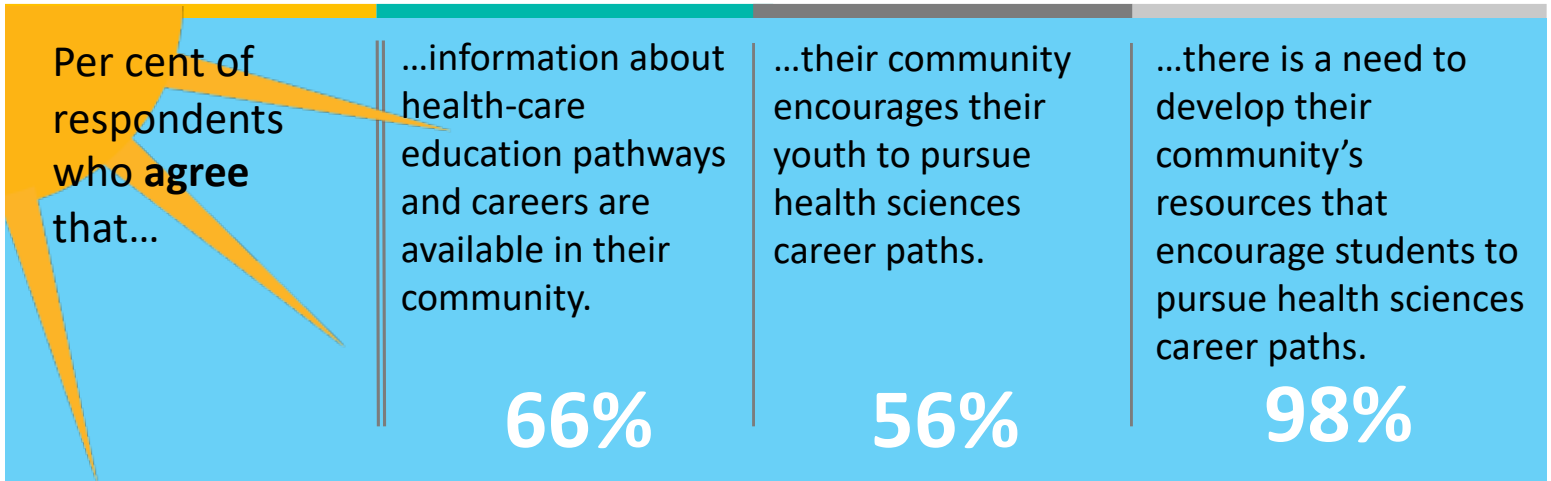 Per cent of
respondents
who agree
that…
…information about
health-care
education pathways
and careers are
available in their
community.
66%
…their community
encourages their
youth to pursue
health sciences
career paths.
56%
…there is a need to
develop their
community’s
resources that
encourage students to
pursue health sciences
career paths.
98%